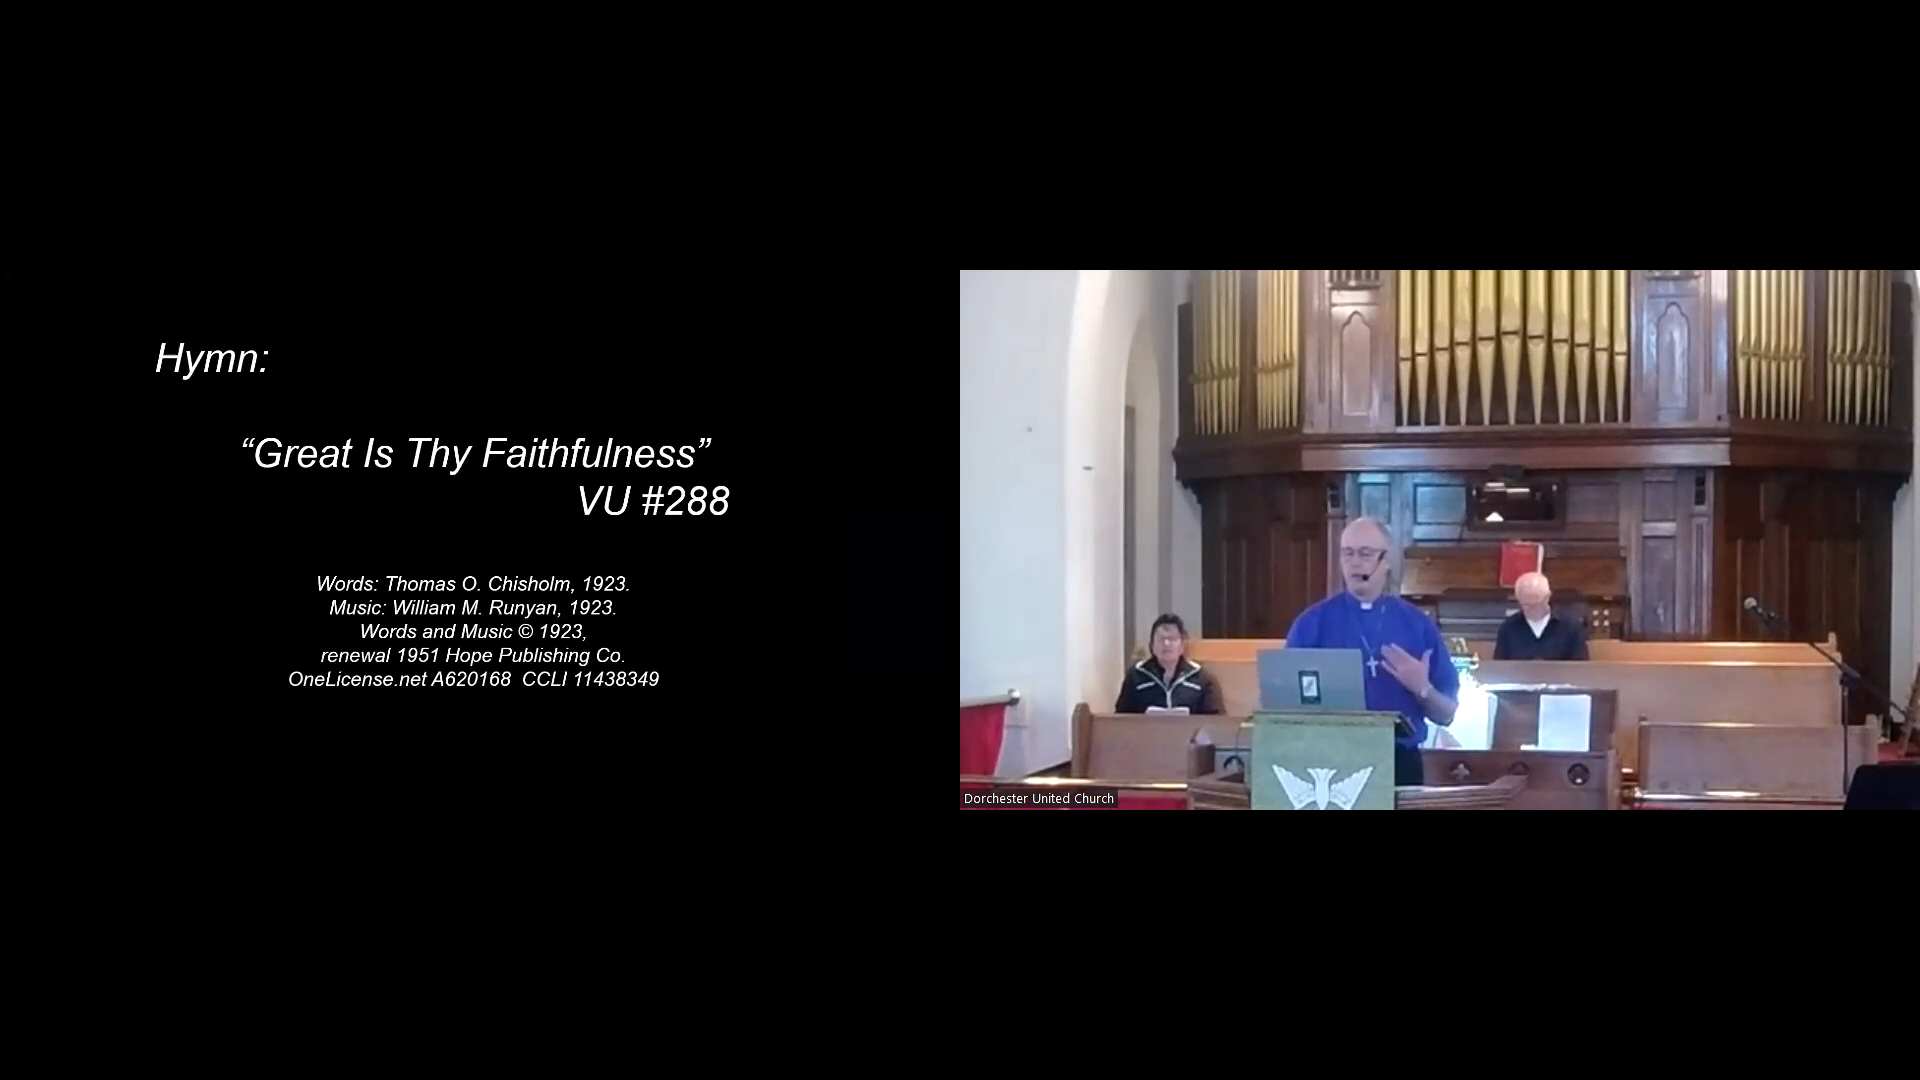 Hymn:
“Great Is Thy Faithfulness”
VU #288
Words: Thomas O. Chisholm, 1923.
Music: William M. Runyan, 1923.
Words and Music © 1923,
renewal 1951 Hope Publishing Co.
OneLicense.net A620168  CCLI 11438349
Dorchester United Church